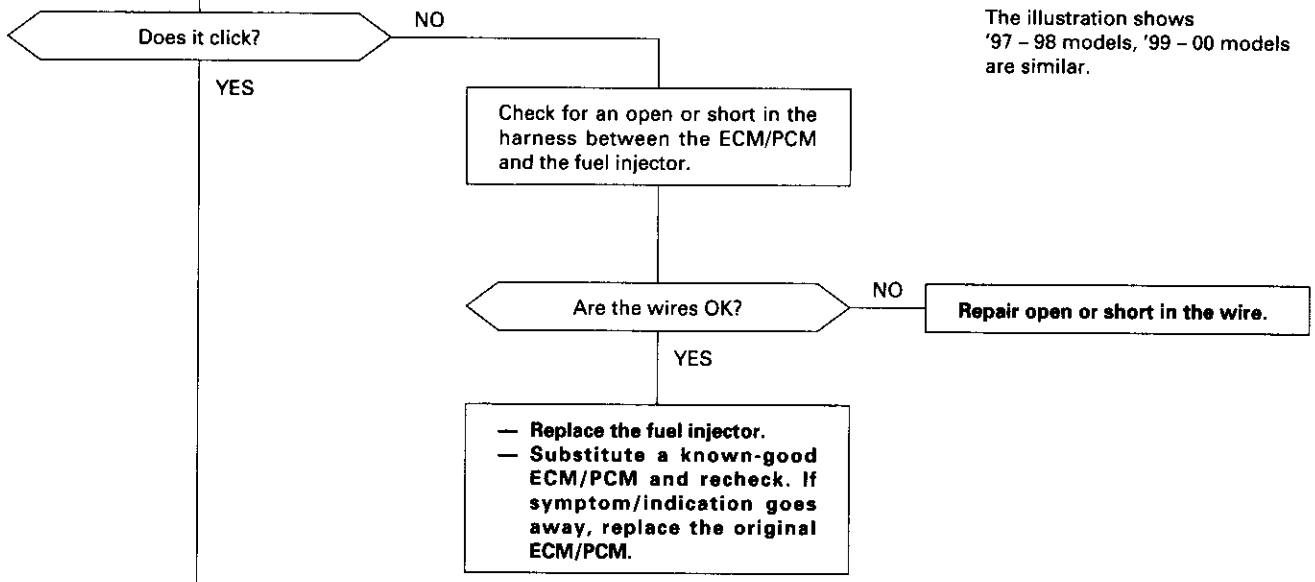 NO
The illustration shows
'97 – 98 models, '99 – 00 models
are similar.
Does it click?
YES
Check for an open or short in the
harness between the ECM/PCM
and the fuel injector.
Are the wires OK?
NO
Repair open or short in the wire.
YES
— Replace the fuel injector.
— Substitute a known-good
ECM/PCM and recheck. If
symptom/indication goes
away, replace the original
ECM/PCM.